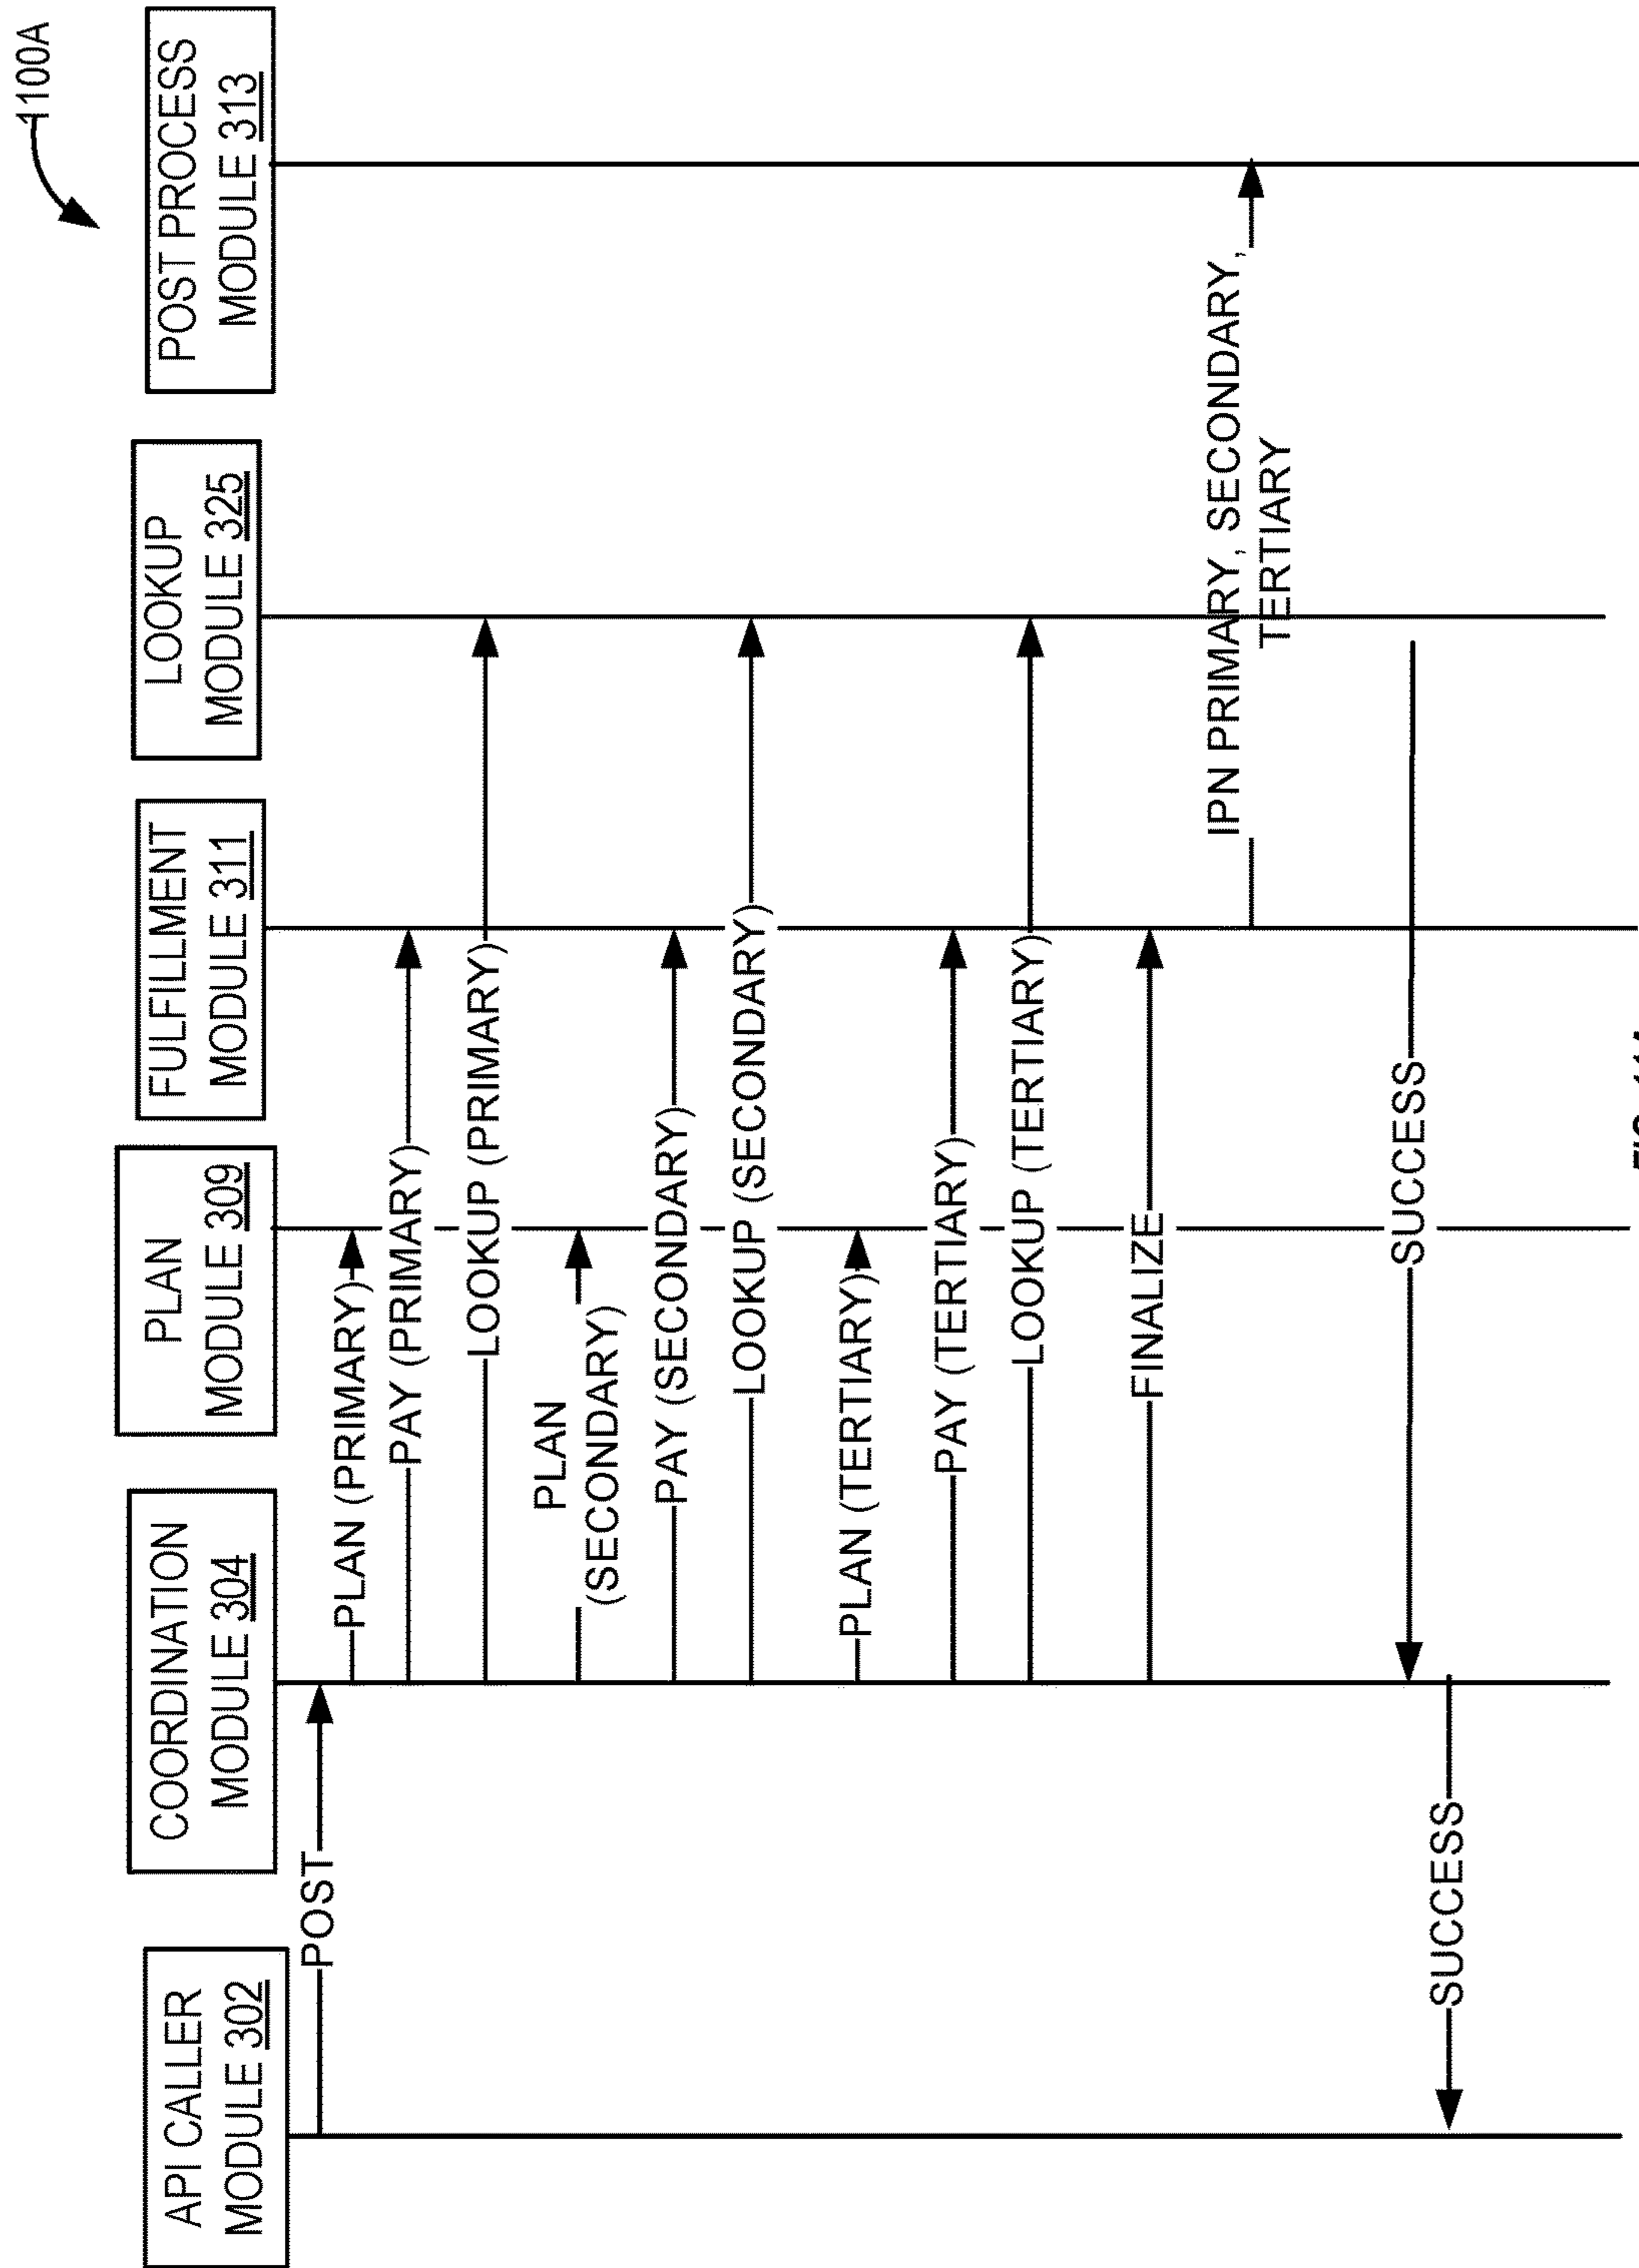 1100A
API CALLER
MODULE 302
COORDINATION
MODULE 304
PLAN
MODULE 309
FULFILLMENT
MODULE 311
LOOKUP
MODULE 325
POST PROCESS
MODULE 313
POST
PLAN (PRIMARY)
PAY (PRIMARY)
LOOKUP (PRIMARY)
PLAN
(SECONDARY)
PAY (SECONDARY)
LOOKUP (SECONDARY)
PLAN (TERTIARY)
PAY (TERTIARY)
LOOKUP (TERTIARY)
FINALIZE
IPN PRIMARY, SECONDARY,
TERTIARY
SUCCESS
SUCCESS